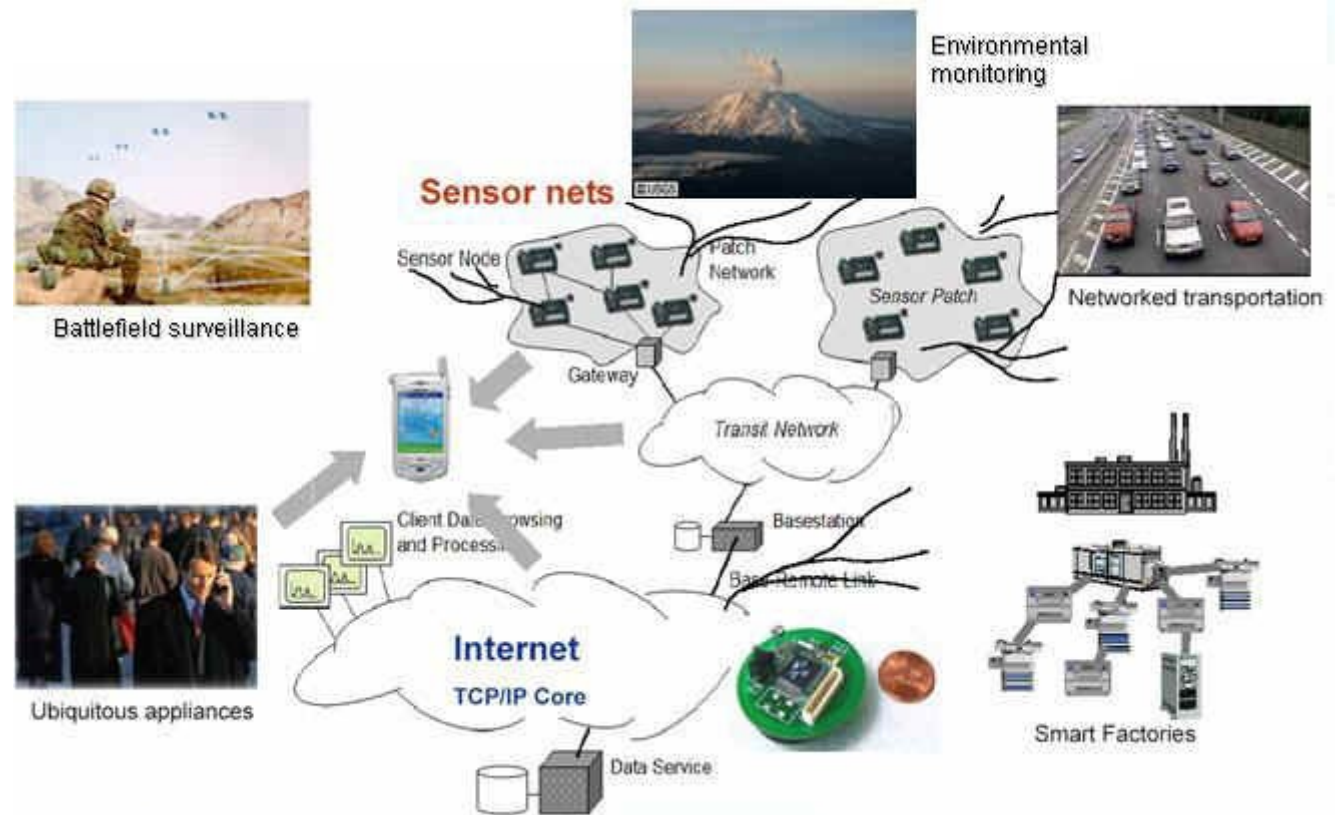 Environmental
monitoring
Sensor nets
Sensor Node
Patch
Network
Sensor Patch
Networked transportation
Battlefield surveillance
Gateway
Transit Network
Client Data Browsing
and Processing
Basestation
Base-Remote Link
Internet
TCP/IP Core
Ubiquitous appliances
Data Service
Smart Factories
USGS